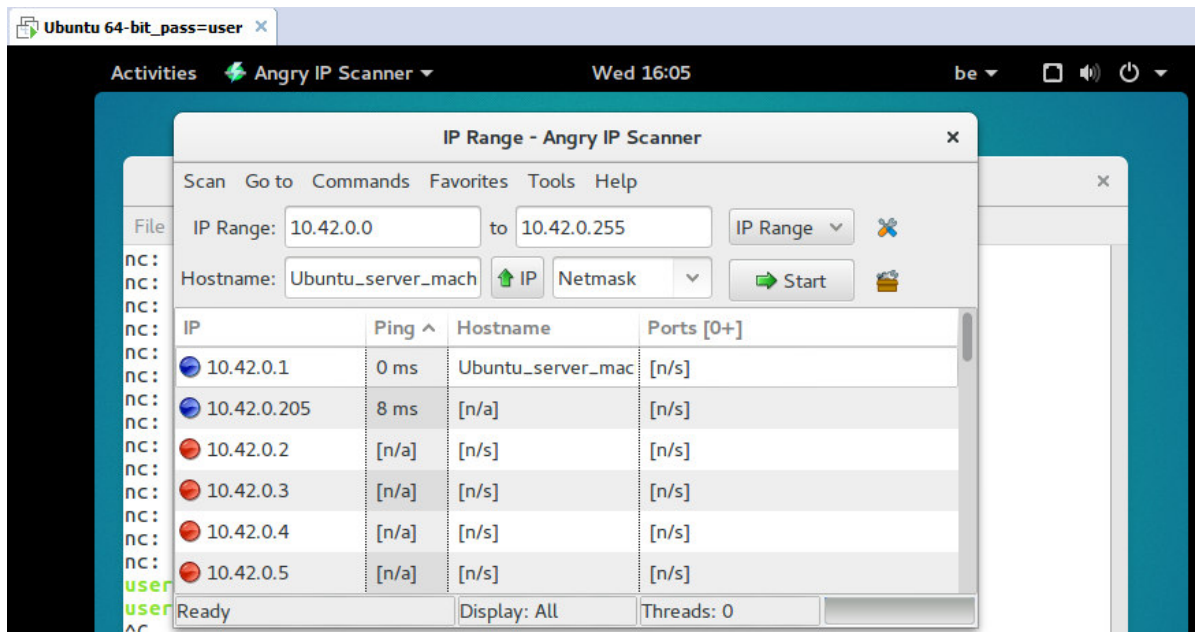 Ubuntu 64-bit_pass=user ×
Activities Angry IP Scanner Wed 16:05 be
IP Range - Angry IP Scanner ×
Scan Go to Commands Favorites Tools Help
×
File
IP Range: 10.42.0.0 to 10.42.0.255 IP Range
Hostname: Ubuntu_server_mach IP Netmask Start
IP Ping Hostname Ports [0+]
10.42.0.1 0 ms Ubuntu_server_mac [n/s]
10.42.0.205 8 ms [n/a] [n/s]
10.42.0.2 [n/a] [n/s] [n/s]
10.42.0.3 [n/a] [n/s] [n/s]
10.42.0.4 [n/a] [n/s] [n/s]
10.42.0.5 [n/a] [n/s] [n/s]
Ready Display: All Threads: 0
nc:
nc:
nc:
nc:
nc:
nc:
nc:
nc:
nc:
nc:
nc:
nc:
nc:
nc:
user
user